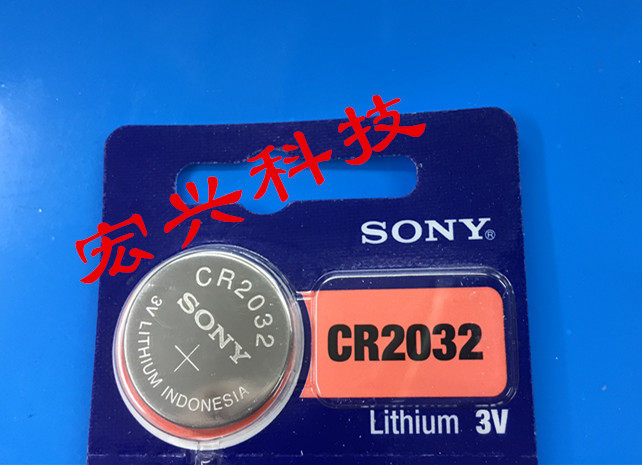 宏兴科技
SONY®
CR2032
Lithium 3V
CR2032
SONY
+
3V LITHIUM INDONESIA